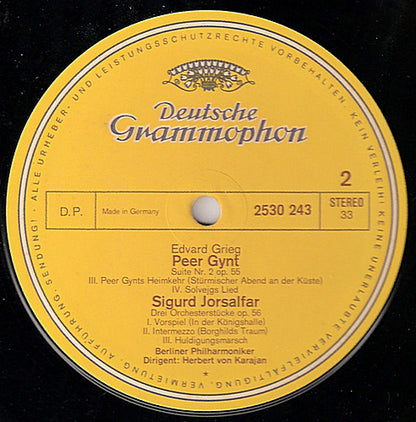 ALLE URHEBER- UND LEISTUNGSSCHUTZRECHTE VORBEHALTEN. KEIN VERLEIH! KEINE UNERLAUBTE VERVIELFÄLTIGUNG, VERMIETUNG, AUFFÜHRUNG, SENDUNG!
Deutsche
Grammophon
2
D.P.
Made in Germany
2530 243
STEREO
33
Edvard Grieg
Peer Gynt
Suite Nr. 2 op. 55
III. Peer Gynts Heimkehr (Stürmischer Abend an der Küste)
IV. Solvejgs Lied
Sigurd Jorsalfar
Drei Orchesterstücke op. 56
I. Vorspiel (In der Königshalle)
II. Intermezzo (Borghilds Traum)
III. Huldigungsmarsch
Berliner Philharmoniker
Dirigent: Herbert von Karajan